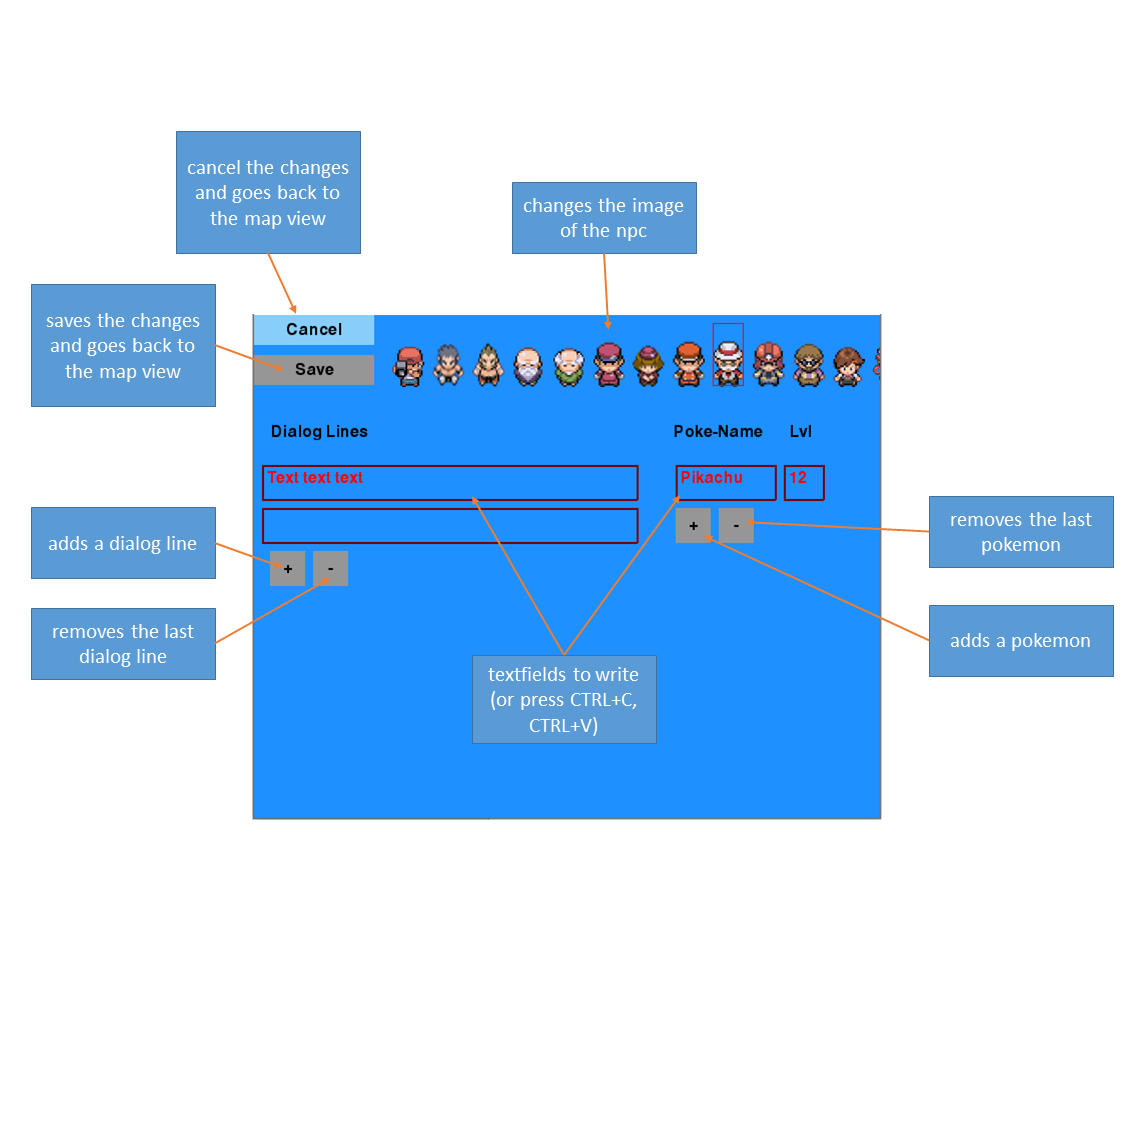 cancel the changes
and goes back to
the map view
changes the image
of the npc
saves the changes
and goes back to
the map view
Cancel
Save
Dialog Lines
Poke-Name
Lvl
Text text text
Pikachu
12
+
-
removes the last
pokemon
adds a dialog line
+
-
removes the last
dialog line
adds a pokemon
textfields to write
(or press CTRL+C,
CTRL+V)